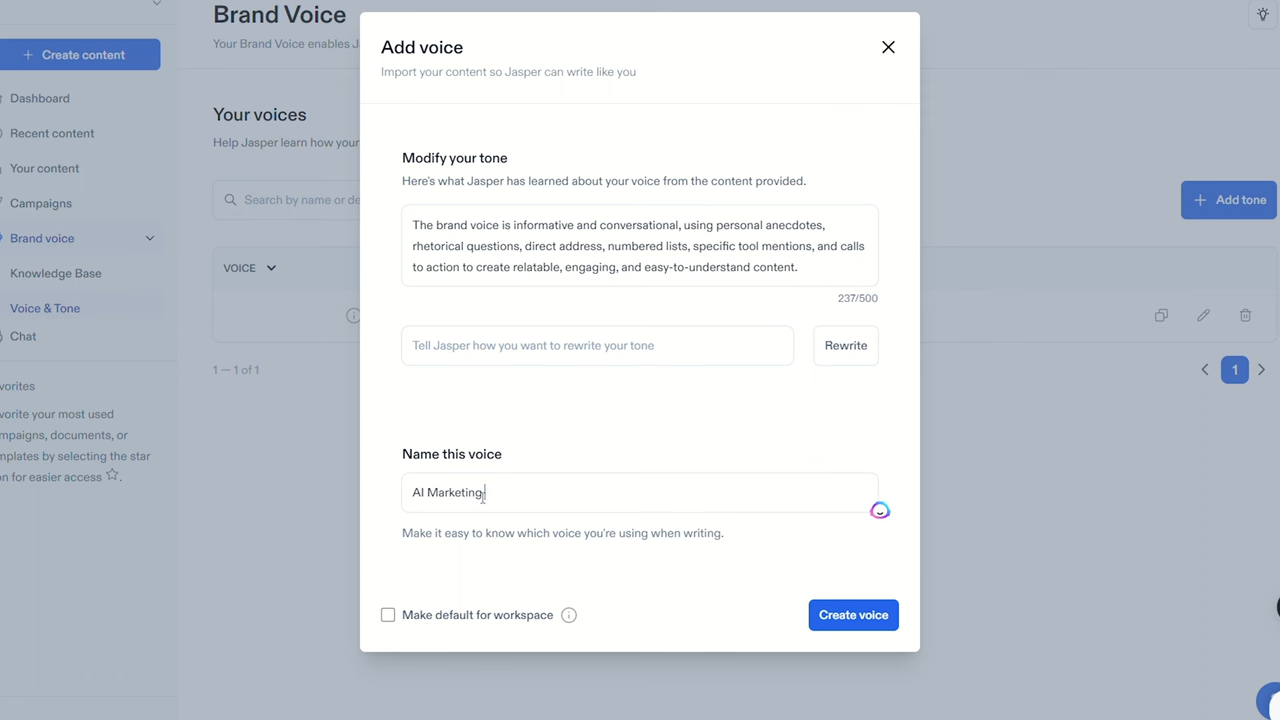 Brand Voice
Your Brand Voice enables J
Create content
Dashboard
Recent content
Your content
Campaigns
Brand voice
Knowledge Base
Voice & Tone
Chat
vorites
vorite your most used
mpaigns, documents, or
mplates by selecting the star
on for easier access
Your voices
Help Jasper learn how your
Search by name or de
Add tone
VOICE
1 — 1 of 1
1
Add voice
Import your content so Jasper can write like you
Modify your tone
Here's what Jasper has learned about your voice from the content provided.
The brand voice is informative and conversational, using personal anecdotes,
rhetorical questions, direct address, numbered lists, specific tool mentions, and calls
to action to create relatable, engaging, and easy-to-understand content.
237/500
Tell Jasper how you want to rewrite your tone
Rewrite
Name this voice
AI Marketing
Make it easy to know which voice you're using when writing.
Make default for workspace
Create voice